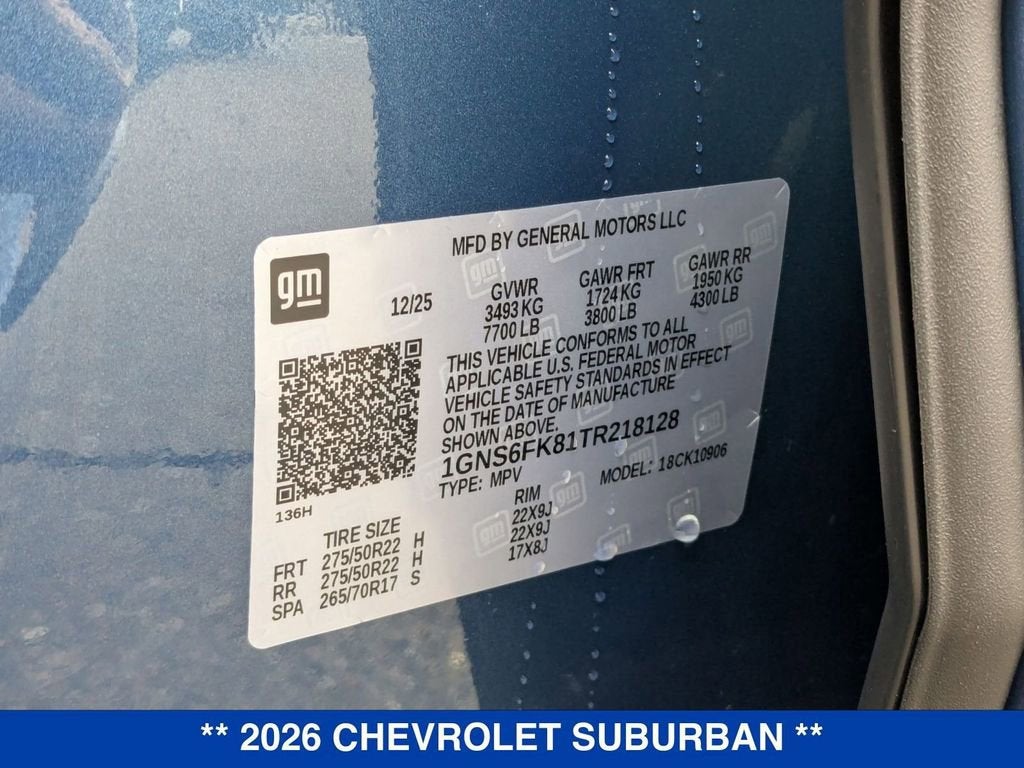 gm
MFD BY GENERAL MOTORS LLC
12/25
GVWR GAWR FRT GAWR RR
3493 KG 1724 KG 1950 KG
7700 LB 3800 LB 4300 LB
THIS VEHICLE CONFORMS TO ALL
APPLICABLE U.S. FEDERAL MOTOR
VEHICLE SAFETY STANDARDS IN EFFECT
ON THE DATE OF MANUFACTURE
SHOWN ABOVE.
1GNS6FK81TR218128
TYPE: MPV MODEL: 18CK10906
136H
TIRE SIZE RIM
FRT 275/50R22 H 22X9J
RR 275/50R22 H 22X9J
SPA 265/70R17 S 17X8J
** 2026 CHEVROLET SUBURBAN **